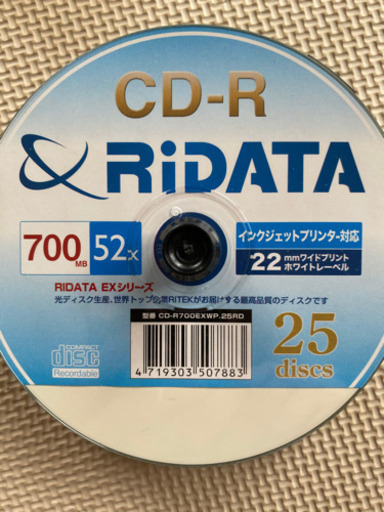 CD-R
RiDATA
700MB 52x
インクジェットプリンタ-対応
22mmワイドプリント
ホワイトレーベル
RIDATA EXシリーズ
光ディスク生産、世界トップ企業RITEKがお届けする最高品質のディスクです
型番 CD-R700EXWP.25RD
4 719303 507883
25
discs
COMPACT
disc
Recordable